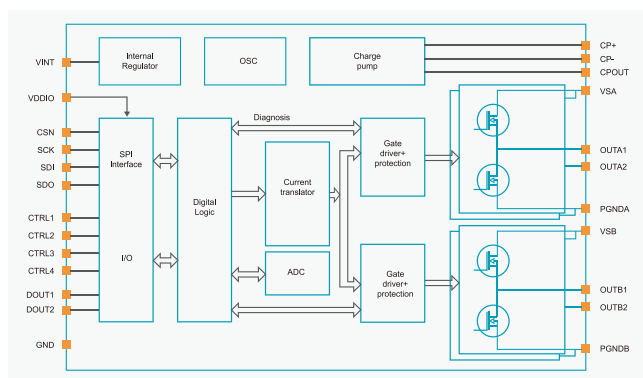 VINT
VDDIO
CSN
SCK
SDI
SDO
CTRL1
CTRL2
CTRL3
CTRL4
DOUT1
DOUT2
GND
Internal
Regulator
OSC
Charge
pump
SPI
Interface
I/O
Digital
Logic
Diagnosis
Current
translator
ADC
Gate
driver+
protection
Gate
driver+
protection
CP+
CP-
CPOUT
VSA
OUTA1
OUTA2
PGNDA
VSB
OUTB1
OUTB2
PGNDB